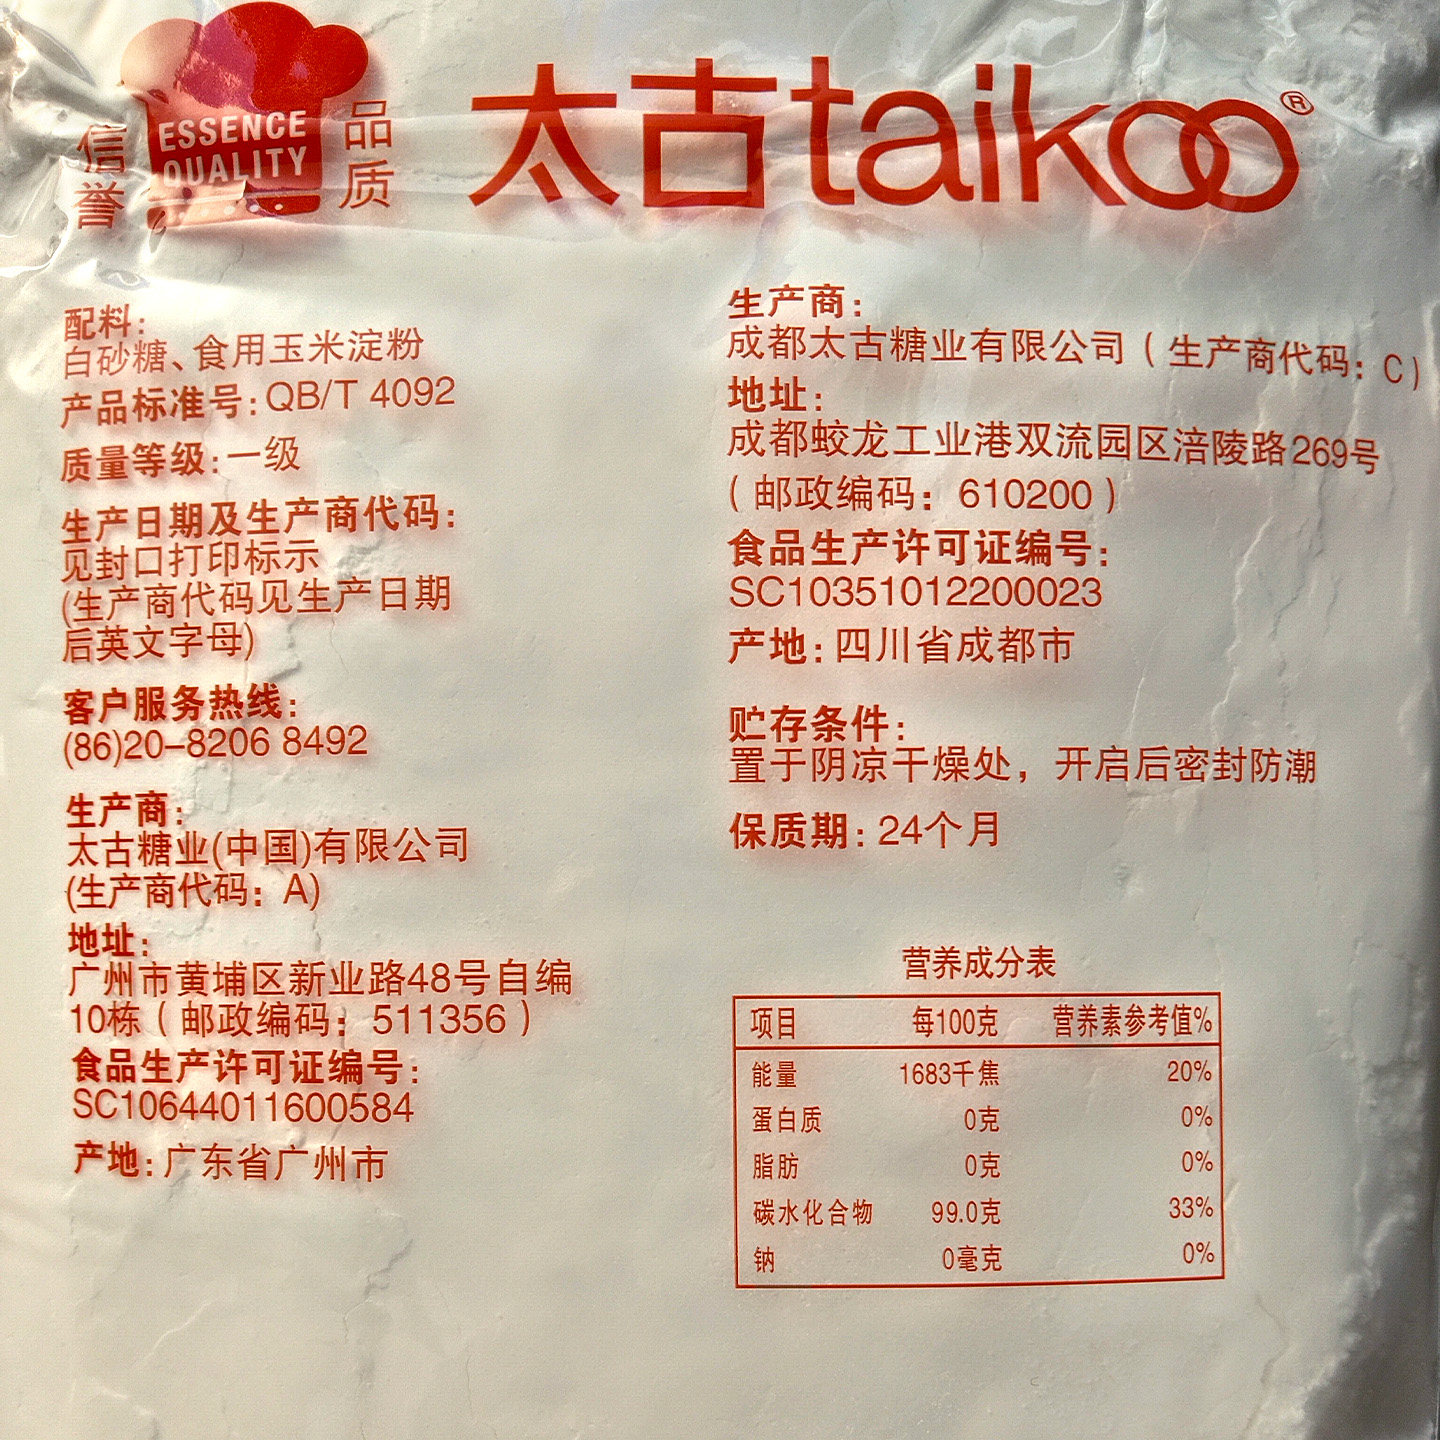 信誉
ESSENCE
QUALITY
品质
太古taikoo®
配料:
白砂糖、食用玉米淀粉
产品标准号:QB/T 4092
质量等级:一级
生产日期及生产商代码:
见封口打印标示
(生产商代码见生产日期
后英文字母)
客户服务热线:
(86)20–8206 8492
生产商:
太古糖业(中国)有限公司
(生产商代码: A)
地址:
广州市黄埔区新业路48号自编
10栋(邮政编码: 511356)
食品生产许可证编号:
SC10644011600584
产地:广东省广州市
生产商:
成都太古糖业有限公司(生产商代码: C)
地址:
成都蛟龙工业港双流园区涪陵路269号
(邮政编码: 610200)
食品生产许可证编号:
SC10351012200023
产地:四川省成都市
贮存条件:
置于阴凉干燥处，开启后密封防潮
保质期: 24个月
营养成分表
项目 每100克 营养素参考值%
能量 1683千焦 20%
蛋白质 0克 0%
脂肪 0克 0%
碳水化合物 99.0克 33%
钠 0毫克 0%